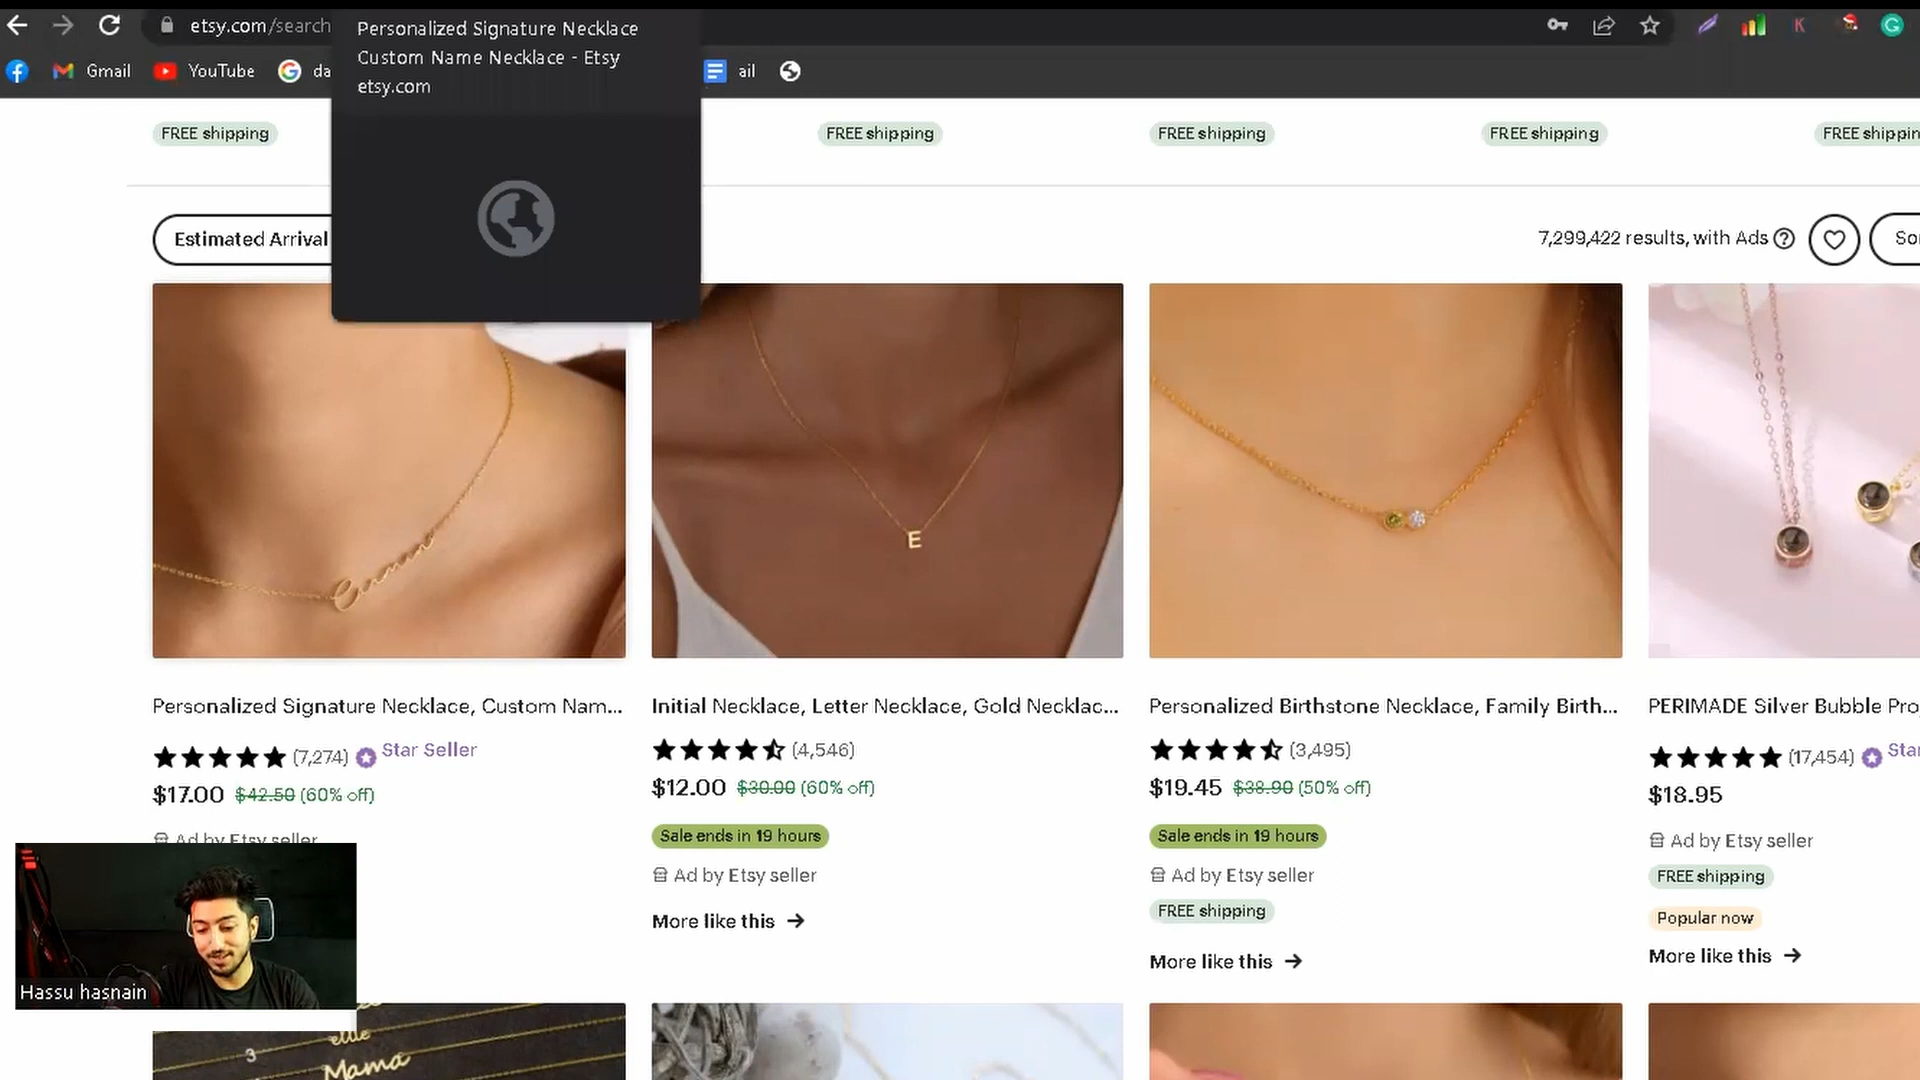 etsy.com/search
Personalized Signature Necklace
Custom Name Necklace - Etsy
etsy.com
Gmail
YouTube
da
ail
FREE shipping
FREE shipping
FREE shipping
FREE shipping
FREE shippin
Estimated Arrival
7,299,422 results, with Ads
So
E
Personalized Signature Necklace, Custom Nam...
(7,274) Star Seller
$17.00 $42.50 (60% off)
Ad by Etsy seller
Initial Necklace, Letter Necklace, Gold Necklac...
(4,546)
$12.00 $30.00 (60% off)
Sale ends in 19 hours
Ad by Etsy seller
More like this →
Personalized Birthstone Necklace, Family Birth...
(3,495)
$19.45 $38.90 (50% off)
Sale ends in 19 hours
Ad by Etsy seller
FREE shipping
More like this →
PERIMADE Silver Bubble Pro
(17,454) Sta
$18.95
Ad by Etsy seller
FREE shipping
Popular now
More like this →
Hassu hasnain
3
ellie
Mama